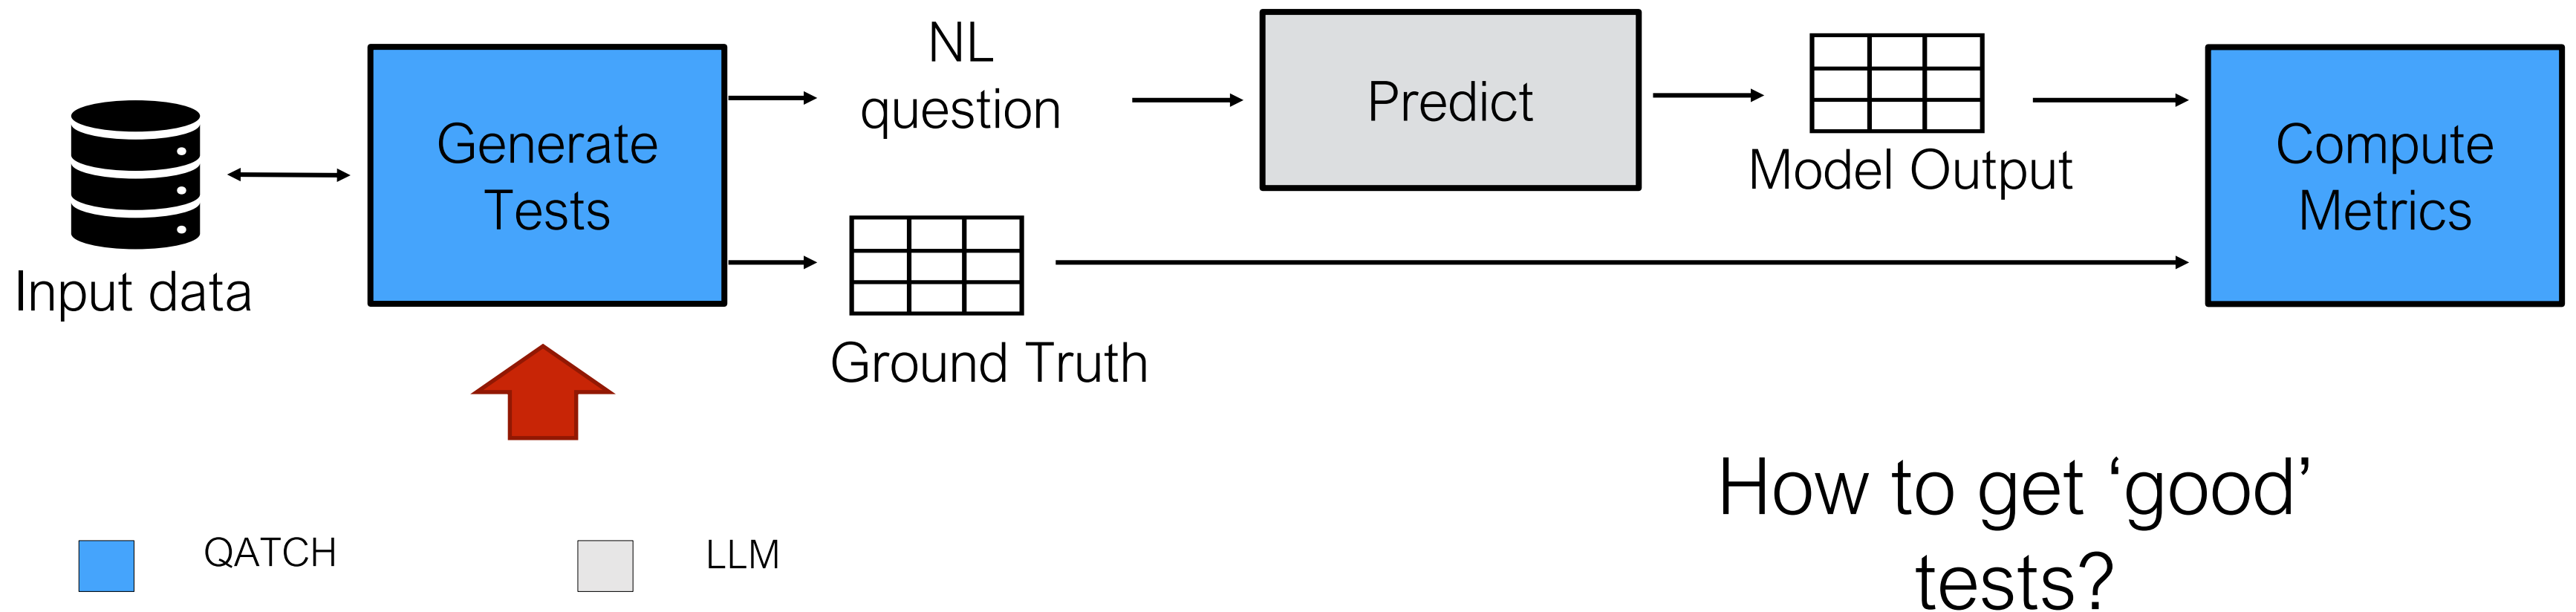 Input data
Generate
Tests
NL
question
Ground Truth
Predict
Model Output
Compute
Metrics
QATCH
LLM
How to get ‘good’
tests?